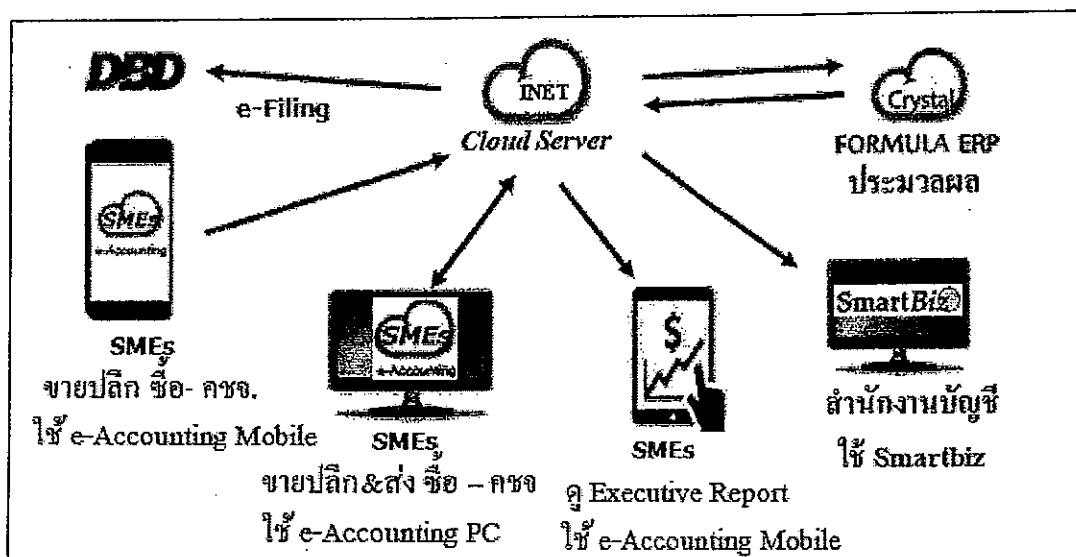 DBD
e-Filing
INET
Cloud Server
Crystal
FORMULA ERP
ประมวลผล
SMEs
e-Accounting
SMEs
ขายปลีก ซื้อ- คชจ.
ใช้ e-Accounting Mobile
SMEs
e-Accounting
SMEs
ขายปลีก&ส่ง ซื้อ – คชจ
ใช้ e-Accounting PC
$
SMEs
ดู Executive Report
ใช้ e-Accounting Mobile
SmartBiz
สำนักงานบัญชี
ใช้ Smartbiz